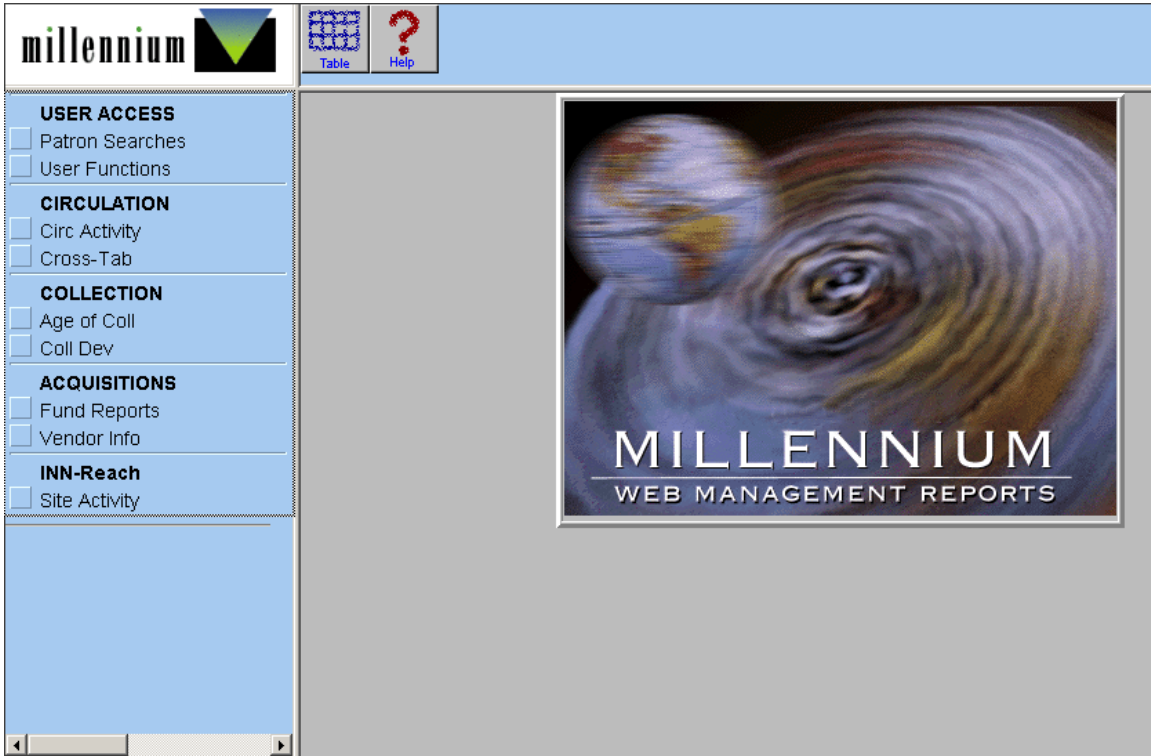 millennium
Table
Help
USER ACCESS
Patron Searches
User Functions
CIRCULATION
Circ Activity
Cross-Tab
COLLECTION
Age of Coll
Coll Dev
ACQUISITIONS
Fund Reports
Vendor Info
INN-Reach
Site Activity
MILLENNIUM
WEB MANAGEMENT REPORTS